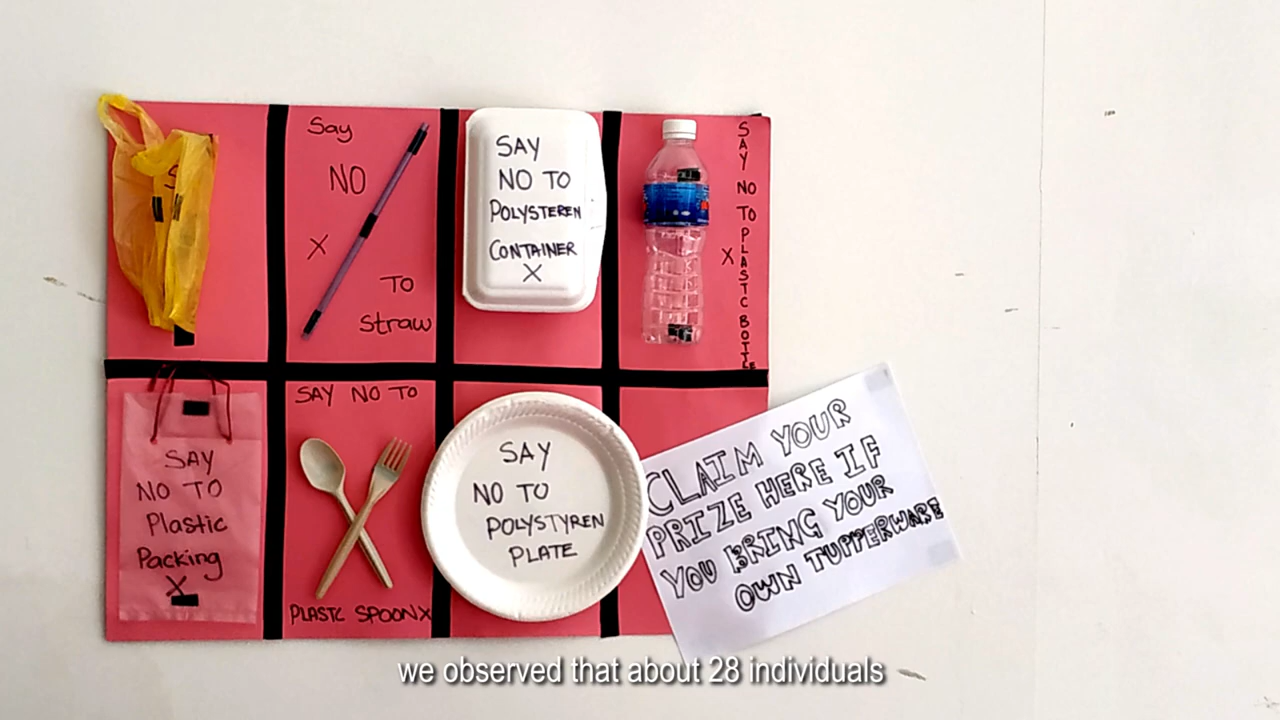 Say
NO
X
TO
Straw
SAY
NO TO
POLYSTEREN
CONTAINER
X
SAY NO TO PLASTC BOTTLE
X
SAY
NO TO
Plastic
Packing
X
SAY NO TO
PLASTC SPOON X
SAY
NO TO
POLYSTYREN
PLATE
CLAIM YOUR
PRIZE HERE IF
YOU BRING YOUR
OWN TUPPERWARE
we observed that about 28 individuals